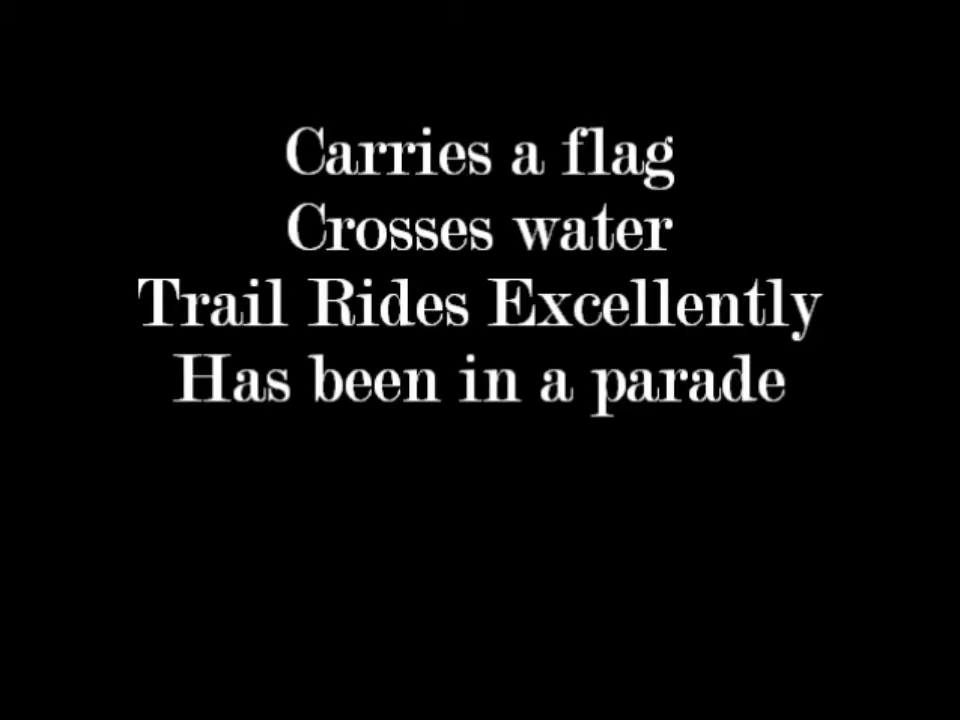 Carries a flag
Crosses water
Trail Rides Excellently
Has been in a parade